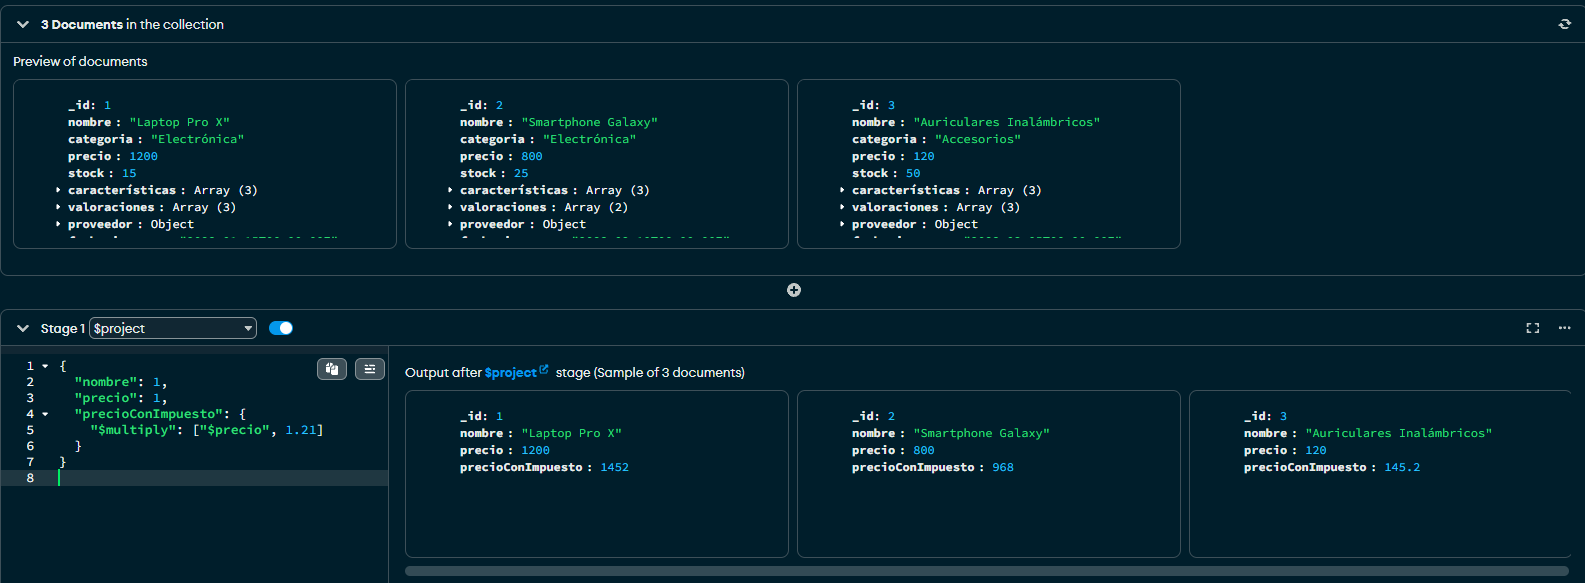 3 Documents in the collection
Preview of documents
_id: 1
nombre : "Laptop Pro X"
categoria : "Electrónica"
precio : 1200
stock : 15
características : Array (3)
valoraciones : Array (3)
proveedor : Object
_id: 2
nombre : "Smartphone Galaxy"
categoria : "Electrónica"
precio : 800
stock : 25
características : Array (3)
valoraciones : Array (2)
proveedor : Object
_id: 3
nombre : "Auriculares Inalámbricos"
categoria : "Accesorios"
precio : 120
stock : 50
características : Array (3)
valoraciones : Array (3)
proveedor : Object
Stage 1 $project
1 {
2 "nombre": 1,
3 "precio": 1,
4 "precioConImpuesto": {
5 "$multiply": ["$precio", 1.21]
6 }
7 }
8
Output after $project stage (Sample of 3 documents)
_id: 1
nombre : "Laptop Pro X"
precio : 1200
precioConImpuesto : 1452
_id: 2
nombre : "Smartphone Galaxy"
precio : 800
precioConImpuesto : 968
_id: 3
nombre : "Auriculares Inalámbricos"
precio : 120
precioConImpuesto : 145.2